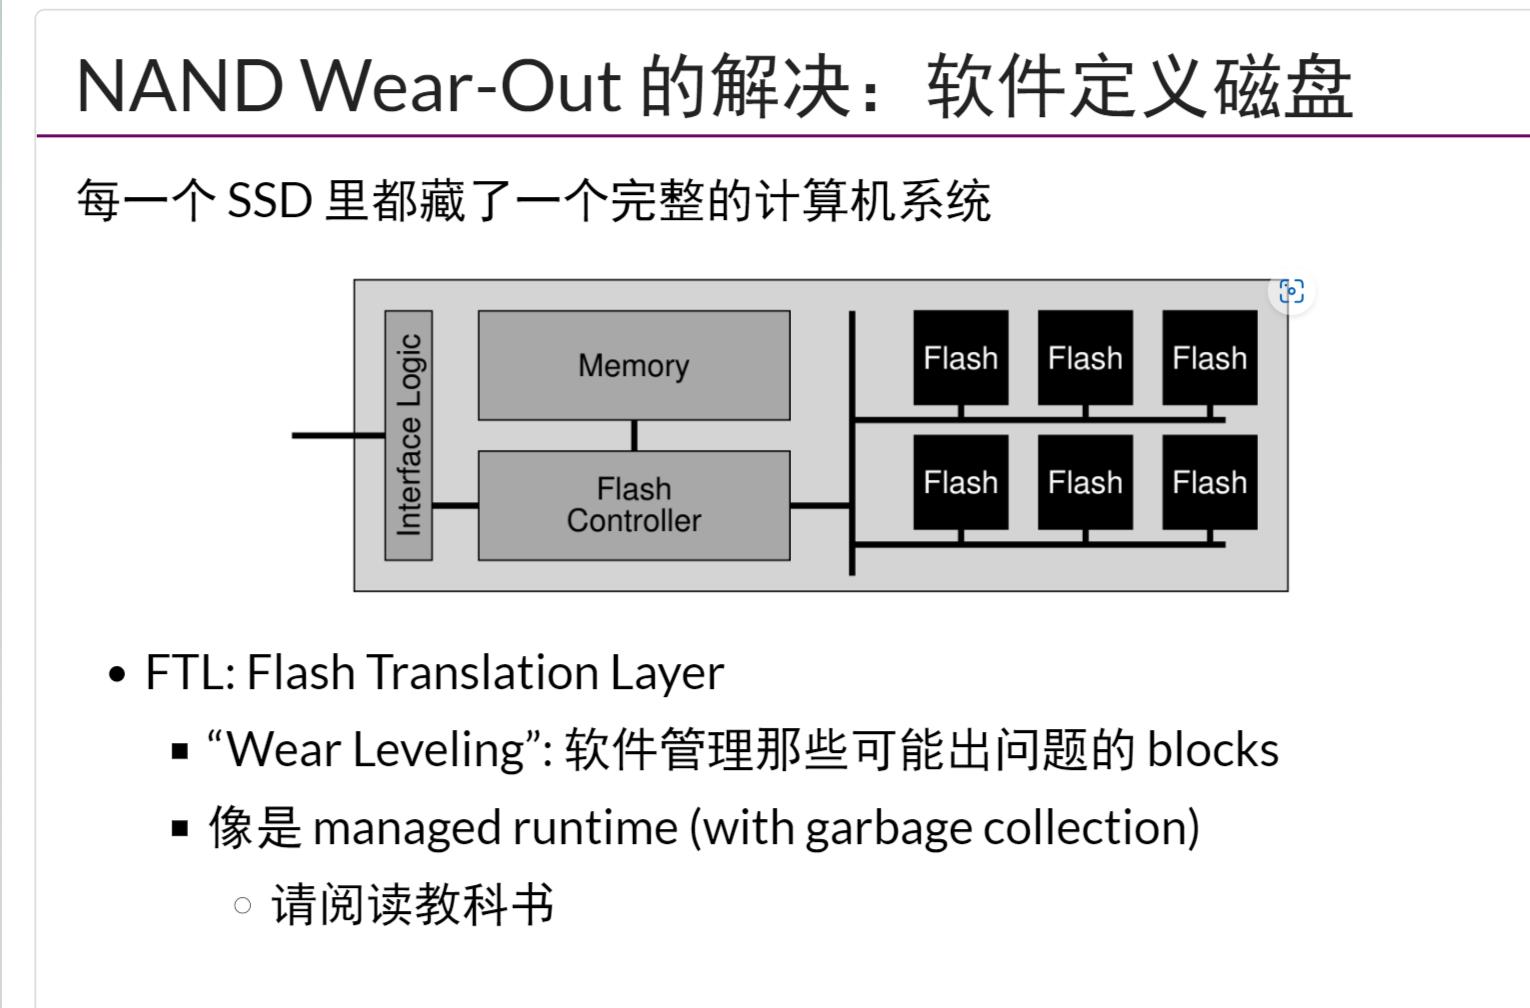 NAND Wear-Out 的解决：软件定义磁盘
每一个 SSD 里都藏了一个完整的计算机系统
Interface Logic
Memory
Flash
Controller
Flash Flash Flash
Flash Flash Flash
FTL: Flash Translation Layer
“Wear Leveling”: 软件管理那些可能出问题的 blocks
像是 managed runtime (with garbage collection)
请阅读教科书